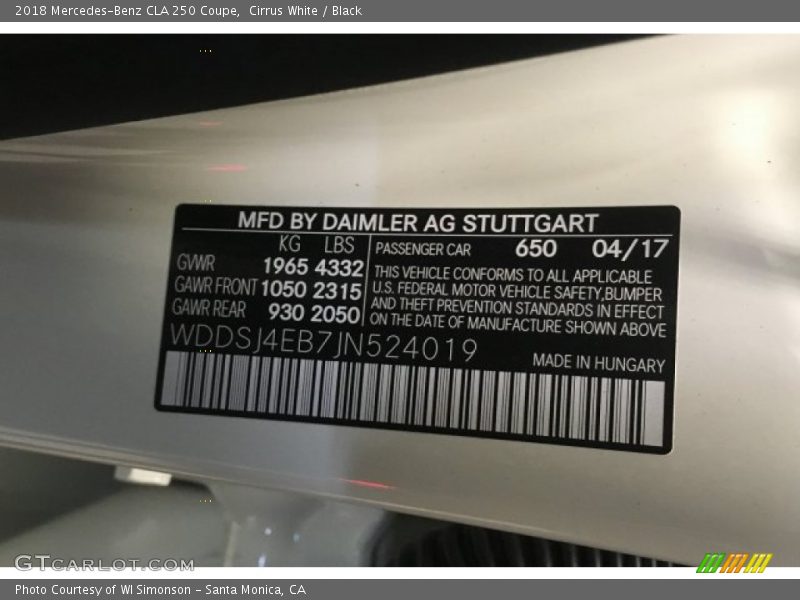 2018 Mercedes-Benz CLA 250 Coupe,  Cirrus White / Black
MFD BY DAIMLER AG STUTTGART
KG LBS
GVWR 1965 4332
GAWR FRONT 1050 2315
GAWR REAR 930 2050
PASSENGER CAR 650 04/17
THIS VEHICLE CONFORMS TO ALL APPLICABLE
U.S. FEDERAL MOTOR VEHICLE SAFETY,BUMPER
AND THEFT PREVENTION STANDARDS IN EFFECT
ON THE DATE OF MANUFACTURE SHOWN ABOVE
WDDSJ4EB7JN524019
MADE IN HUNGARY
GTCARLOT.COM
Photo Courtesy of WI Simonson - Santa Monica, CA